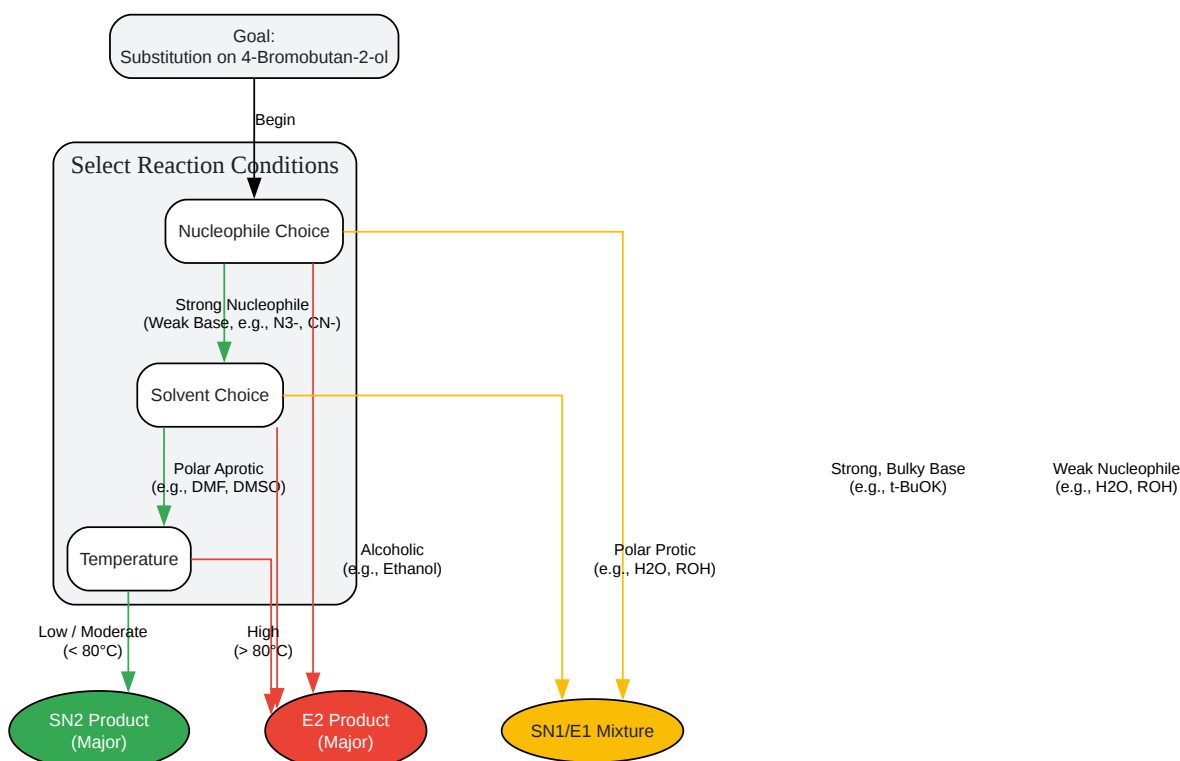 Goal:
Substitution on 4-Bromobutan-2-ol
Begin
Select Reaction Conditions
Nucleophile Choice
Strong Nucleophile
(Weak Base, e.g., N3-, CN-)
Solvent Choice
Polar Aprotic
(e.g., DMF, DMSO)
Strong, Bulky Base
(e.g., t-BuOK)
Weak Nucleophile
(e.g., H2O, ROH)
Temperature
Alcoholic
(e.g., Ethanol)
Polar Protic
(e.g., H2O, ROH)
Low / Moderate
(< 80°C)
High
(> 80°C)
SN2 Product
(Major)
E2 Product
(Major)
SN1/E1 Mixture